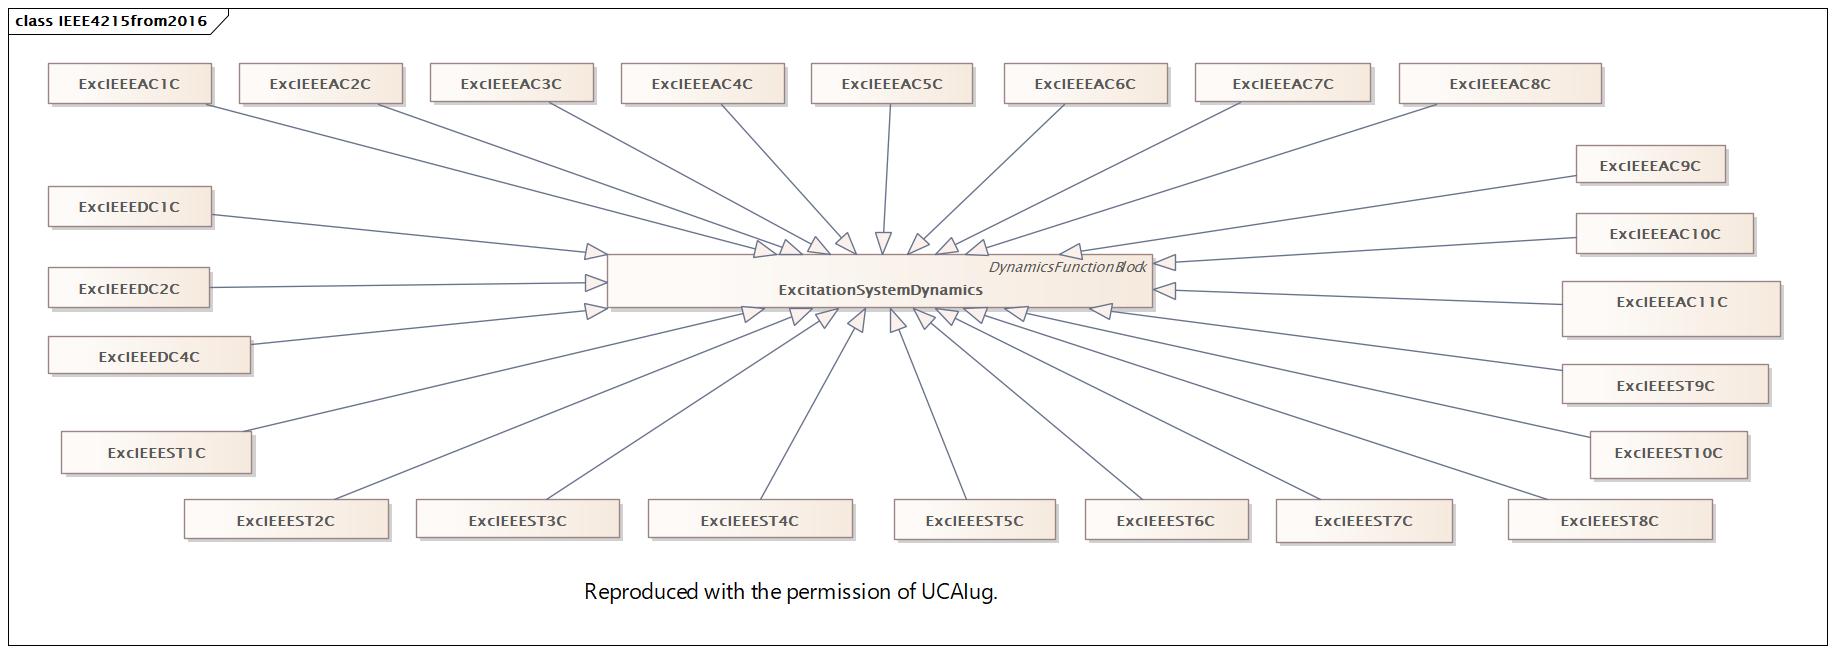 class IEEE4215from2016
ExcIEEEAC1C
ExcIEEEAC2C
ExcIEEEAC3C
ExcIEEEAC4C
ExcIEEEAC5C
ExcIEEEAC6C
ExcIEEEAC7C
ExcIEEEAC8C
ExcIEEEAC9C
ExcIEEEDC1C
ExcIEEEAC10C
DynamicsFunctionBlock
ExcitationSystemDynamics
ExcIEEEDC2C
ExcIEEEAC11C
ExcIEEEDC4C
ExcIEEEST9C
ExcIEEEST1C
ExcIEEEST10C
ExcIEEEST2C
ExcIEEEST3C
ExcIEEEST4C
ExcIEEEST5C
ExcIEEEST6C
ExcIEEEST7C
ExcIEEEST8C
Reproduced with the permission of UCAIug.